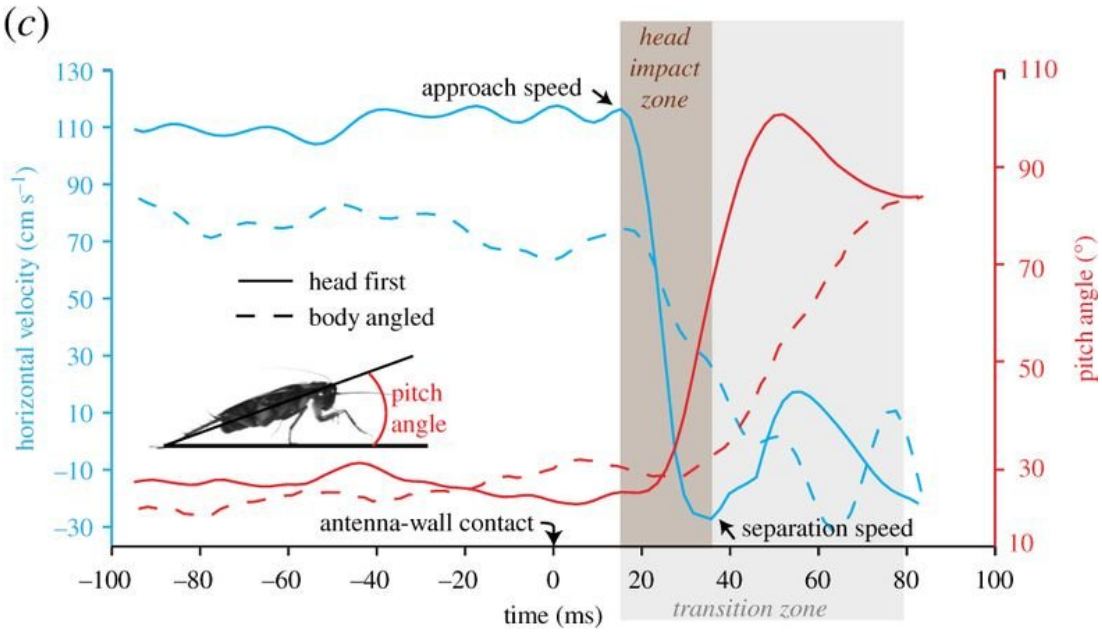 (c)
head
impact
zone
approach speed
130
110
90
70
50
30
10
−10
−30
horizontal velocity (cm s−1)
110
90
70
50
30
10
pitch angle (°)
head first
body angled
pitch
angle
antenna-wall contact
separation speed
−100
−80
−60
−40
−20
0
20
40
60
80
100
time (ms)
transition zone